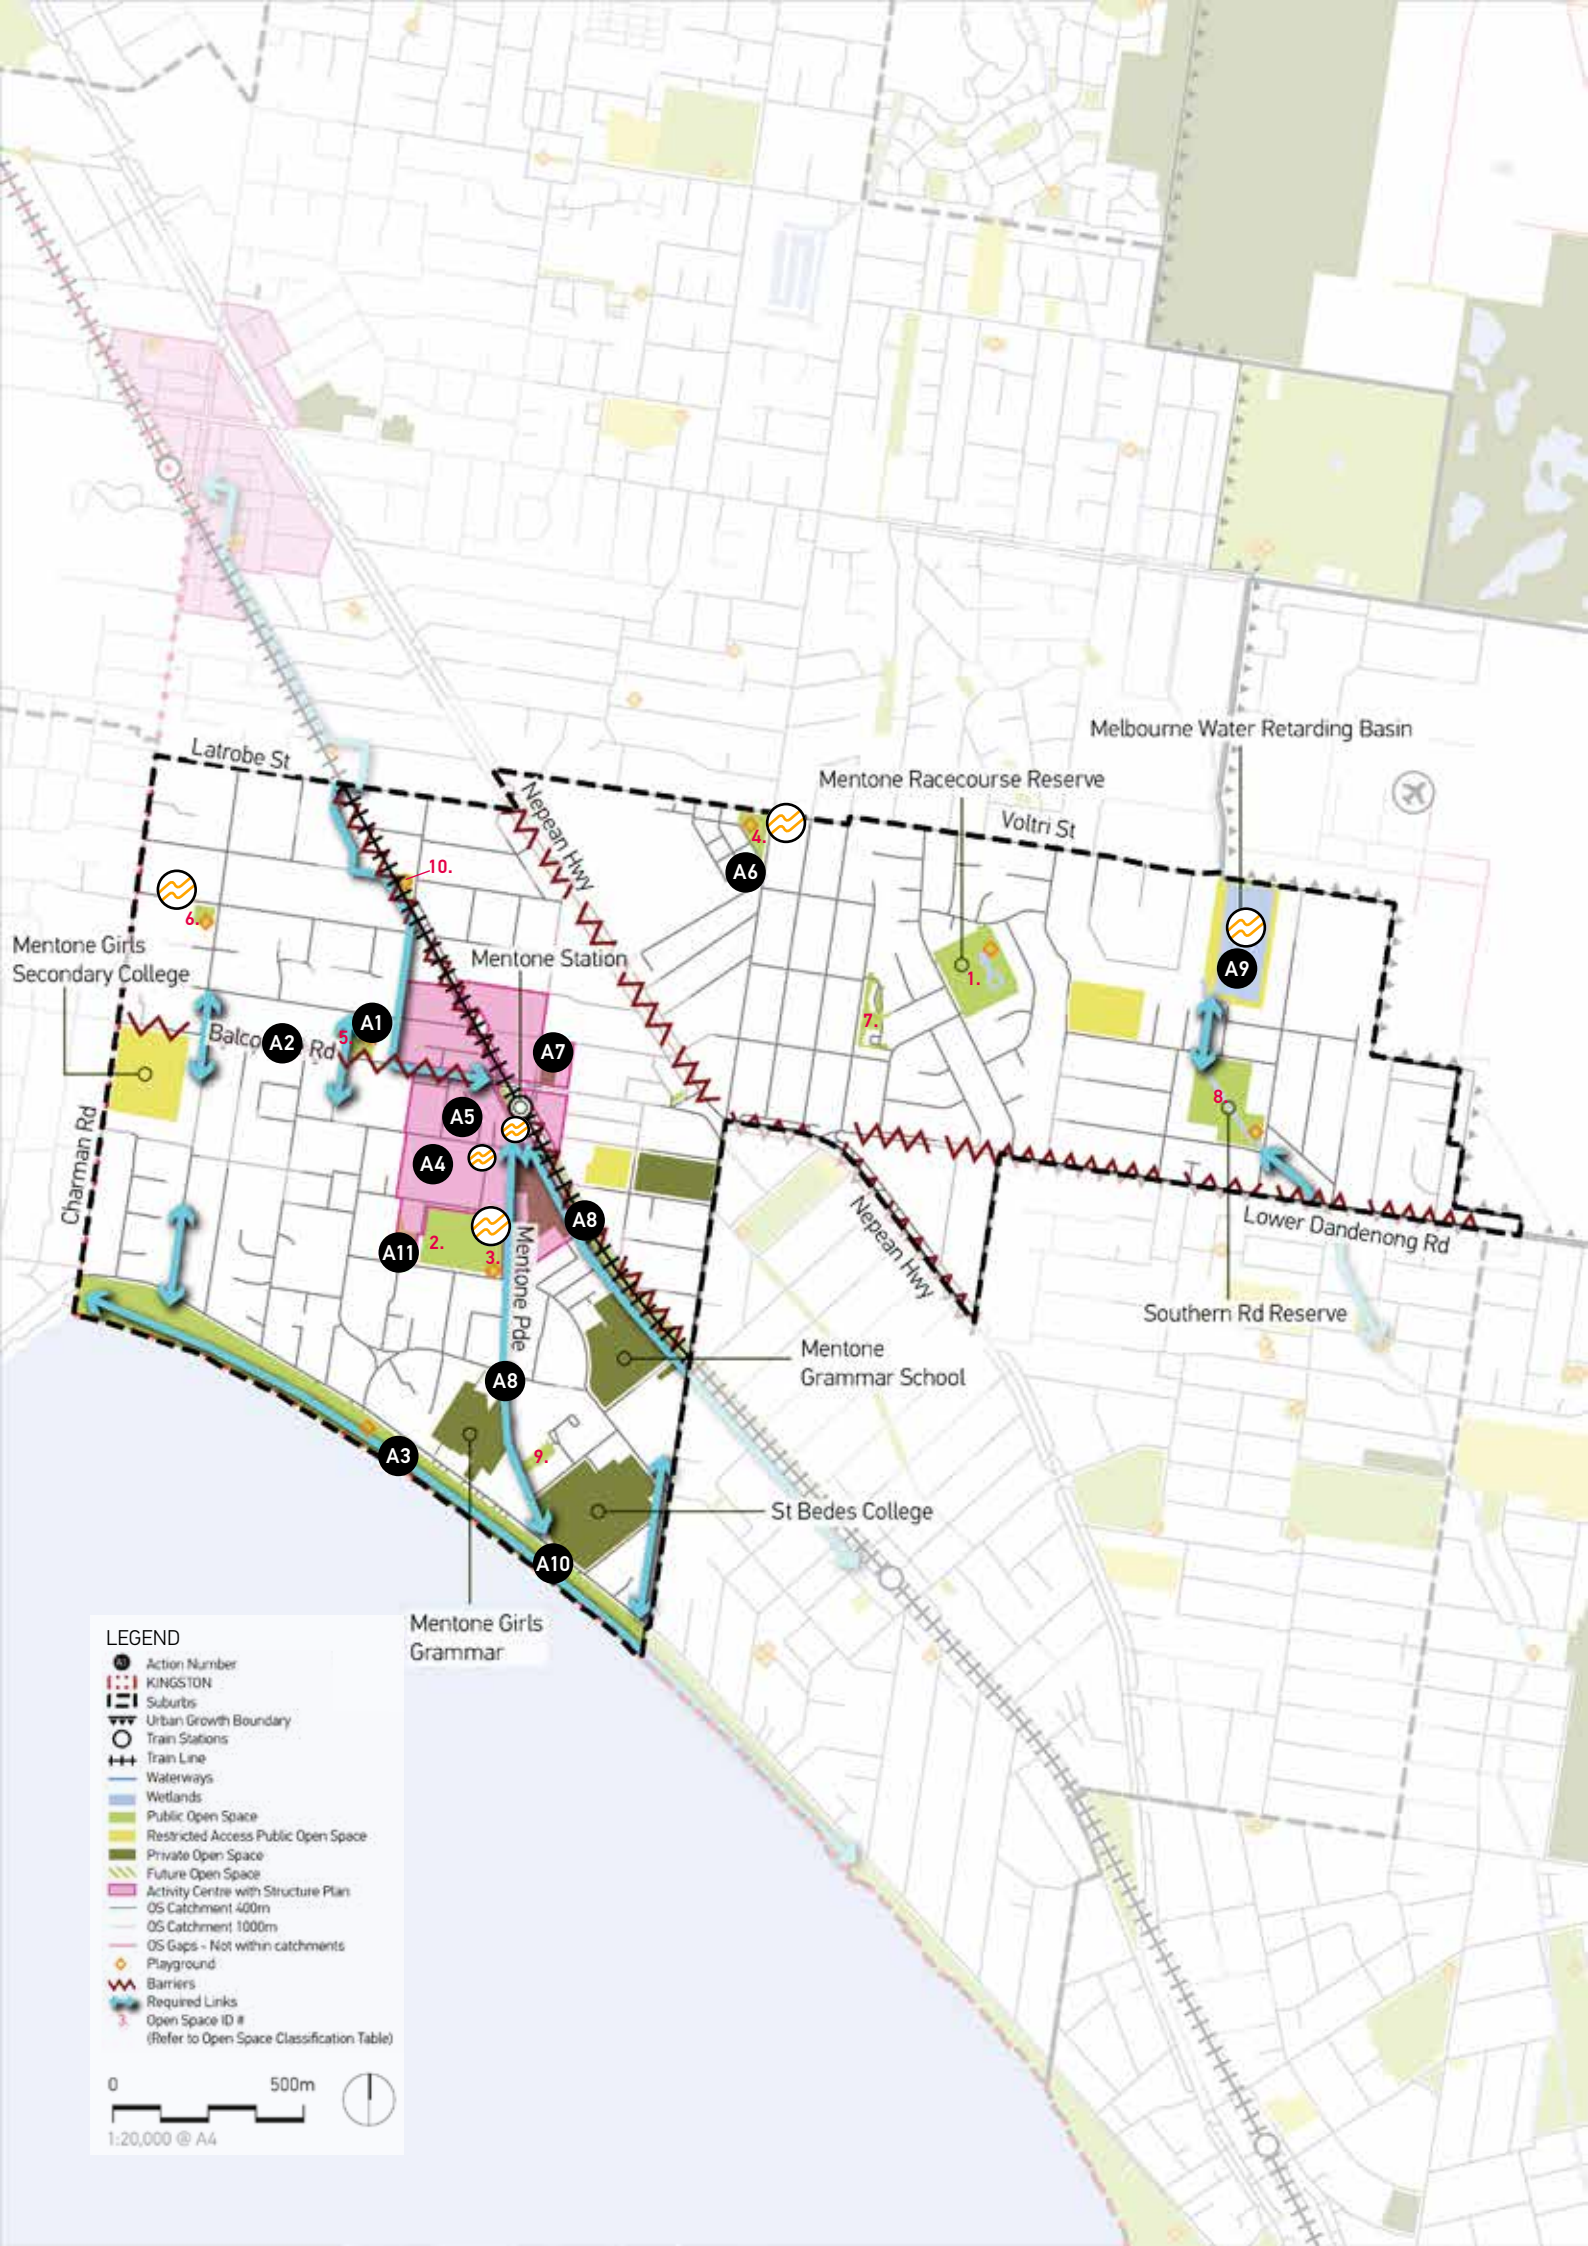 Melbourne Water Retarding Basin
Latrobe St
Mentone Racecourse Reserve
Nepean Hwy
Voltri St
4.
A6
10.
6.
Mentone Girls
Secondary College
Mentone Station
A9
1.
7.
A1
5.
A2
Rd
A7
8.
A5
A4
Charman Rd
A8
Nepean Hwy
Lower Dandenong Rd
2.
A11
3.
Mentone Pde
Southern Rd Reserve
Mentone
Grammar School
A8
A3
9.
St Bedes College
A10
Mentone Girls
Grammar
LEGEND
Action Number
KINGSTON
Suburbs
Urban Growth Boundary
Train Stations
Train Line
Waterways
Wetlands
Public Open Space
Restricted Access Public Open Space
Private Open Space
Future Open Space
Activity Centre with Structure Plan
OS Catchment 400m
OS Catchment 1000m
OS Gaps - Not within catchments
Playground
Barriers
Required Links
3.
Open Space ID #
(Refer to Open Space Classification Table)
0 500m
1:20,000 @ A4